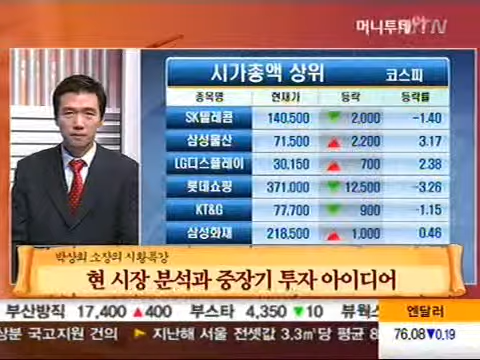 머니투데이 MTN
시가총액 상위 코스피
종목명 현재가 등락 등락률
SK텔레콤 140,500 ▼ 2,000 -1.40
삼성물산 71,500 ▲ 2,200 3.17
LG디스플레이 30,150 ▲ 700 2.38
롯데쇼핑 371,000 ▼ 12,500 -3.26
KT&G 77,700 ▼ 900 -1.15
삼성화재 218,500 ▲ 1,000 0.46
박상희 소장의 시황특강
현 시장 분석과 중장기 투자 아이디어
부산방직 17,400 ▲400 부스타 4,350 ▼10 뷰웍스
엔달러
상분 국고지원 건의 ▶ 지난해 서울 전셋값 3.3㎡당 평균 8
76.08▼0.19